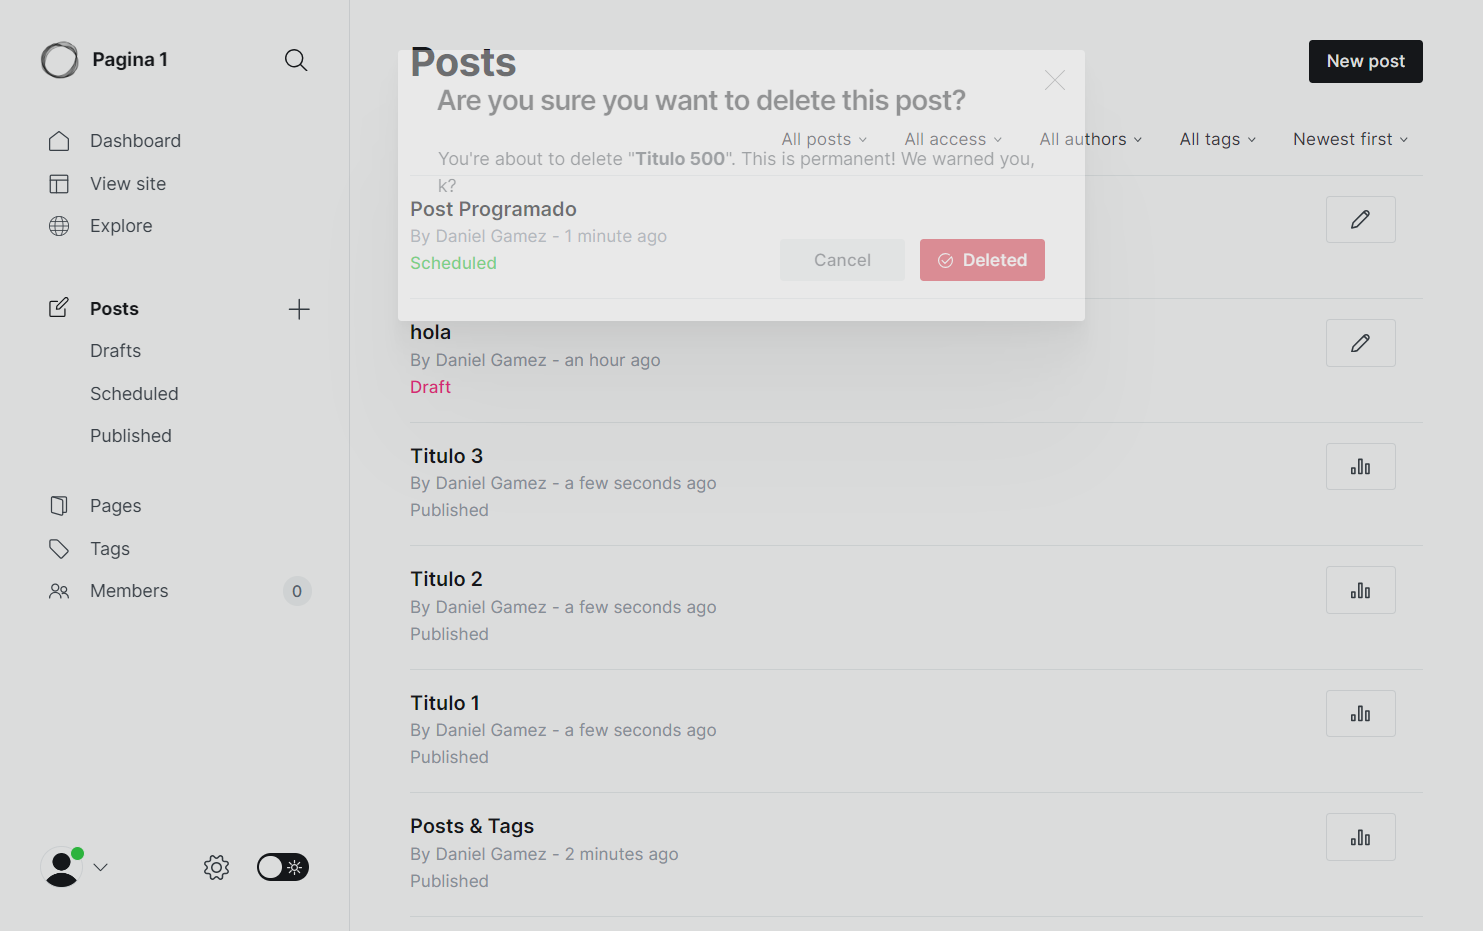 Pagina 1
Dashboard
View site
Explore
Posts
Drafts
Scheduled
Published
Pages
Tags
Members
0
Posts
New post
All posts
All access
All authors
All tags
Newest first
Are you sure you want to delete this post?
You're about to delete "Titulo 500". This is permanent! We warned you,
k?
Cancel
Deleted
Post Programado
By Daniel Gamez - 1 minute ago
Scheduled
hola
By Daniel Gamez - an hour ago
Draft
Titulo 3
By Daniel Gamez - a few seconds ago
Published
Titulo 2
By Daniel Gamez - a few seconds ago
Published
Titulo 1
By Daniel Gamez - a few seconds ago
Published
Posts & Tags
By Daniel Gamez - 2 minutes ago
Published